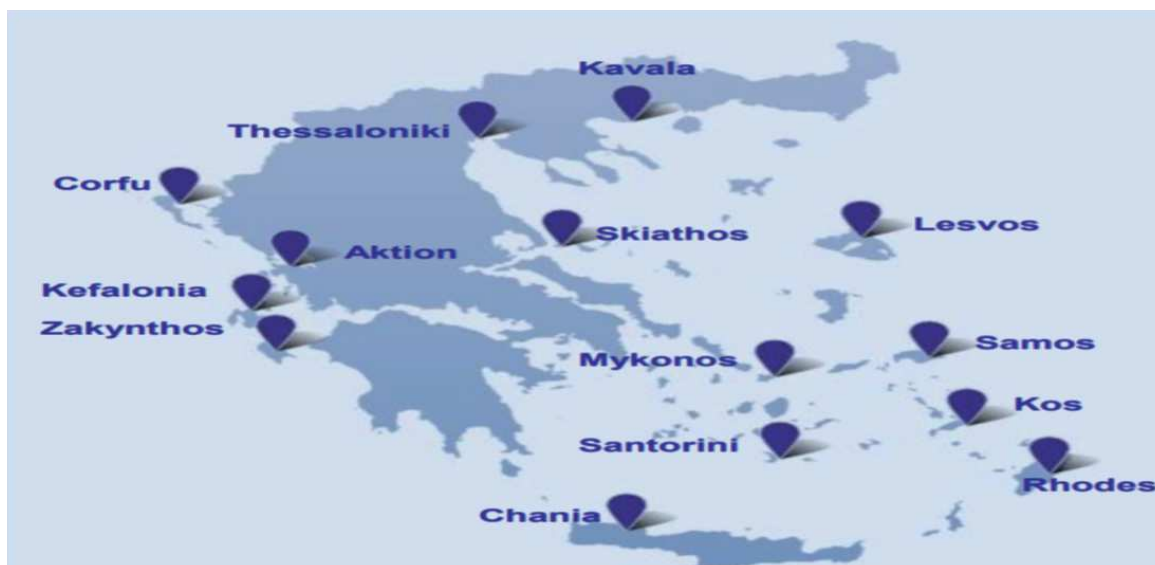 Kavala
Thessaloniki
Corfu
Lesvos
Skiathos
Aktion
Kefalonia
Zakynthos
Samos
Mykonos
Kos
Santorini
Rhodes
Chania